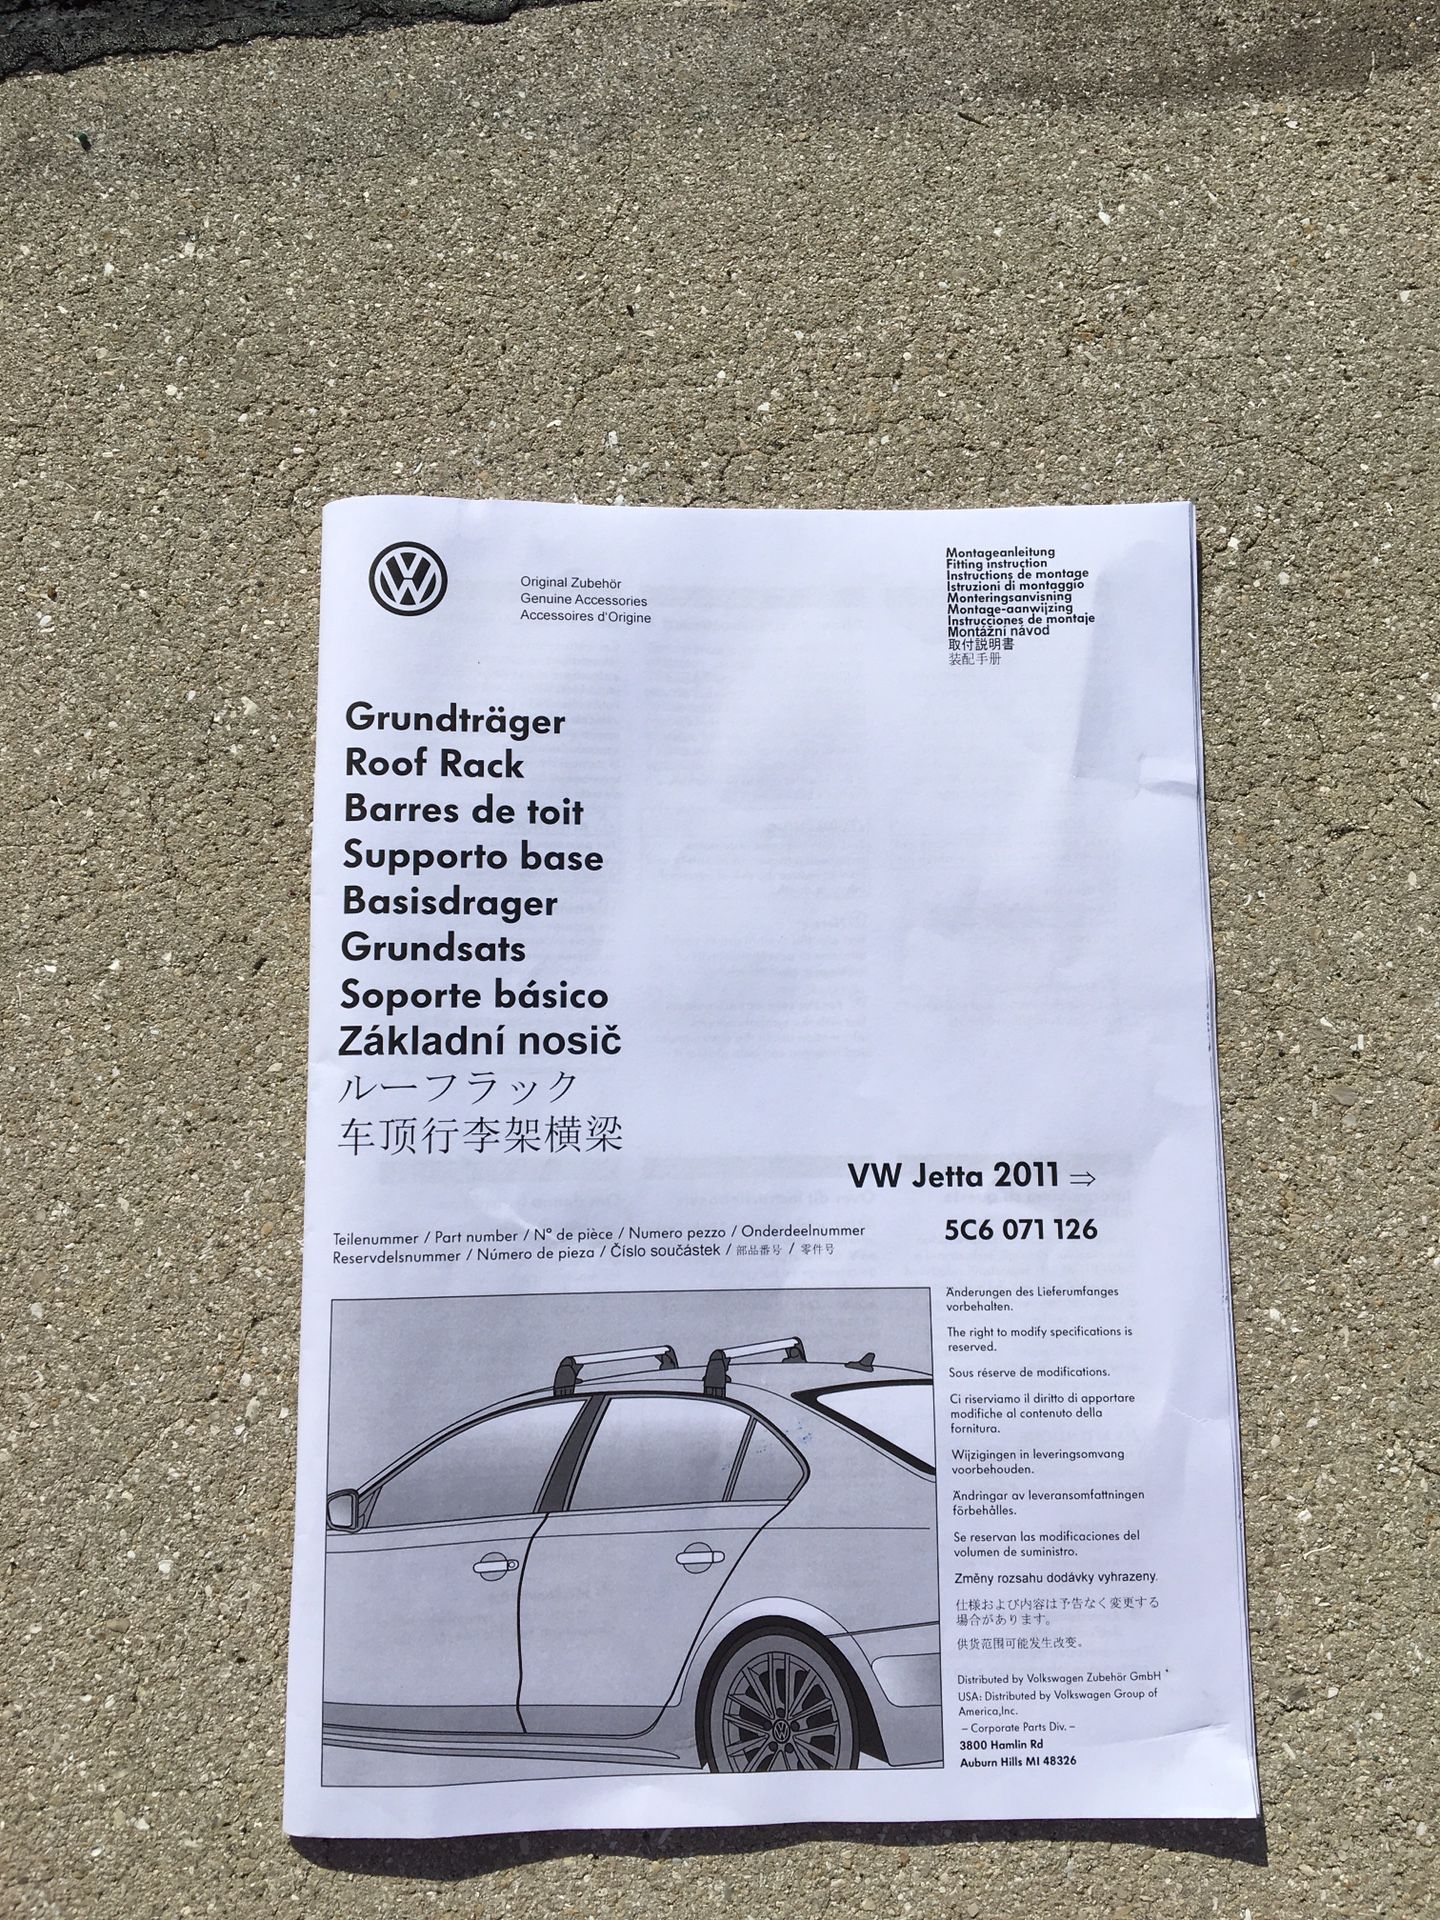 Original Zubehör
Genuine Accessories
Accessoires d'Origine
Montageanleitung
Fitting instruction
Instructions de montage
Istruzioni di montaggio
Monteringsanvisning
Montage-aanwijzing
Instrucciones de montaje
Montážní návod
取付説明書
装配手册
Grundträger
Roof Rack
Barres de toit
Supporto base
Basisdrager
Grundsats
Soporte básico
Základní nosič
ルーフラック
车顶行李架横梁
VW Jetta 2011 ⇒
Teilenummer / Part number / N° de pièce / Numero pezzo / Onderdeelnummer
Reservdelsnummer / Número de pieza / Číslo součástek / 部品番号 / 零件号
5C6 071 126
Änderungen des Lieferumfanges
vorbehalten.
The right to modify specifications is
reserved.
Sous réserve de modifications.
Ci riserviamo il diritto di apportare
modifiche al contenuto della
fornitura.
Wijzigingen in leveringsomvang
voorbehouden.
Ändringar av leveransomfattningen
förbehålles.
Se reservan las modificaciones del
volumen de suministro.
Změny rozsahu dodávky vyhrazeny.
仕様および内容は予告なく変更する
場合があります。
供货范围可能发生改变。
Distributed by Volkswagen Zubehör GmbH
USA: Distributed by Volkswagen Group of
America,Inc.
– Corporate Parts Div. –
3800 Hamlin Rd
Auburn Hills MI 48326